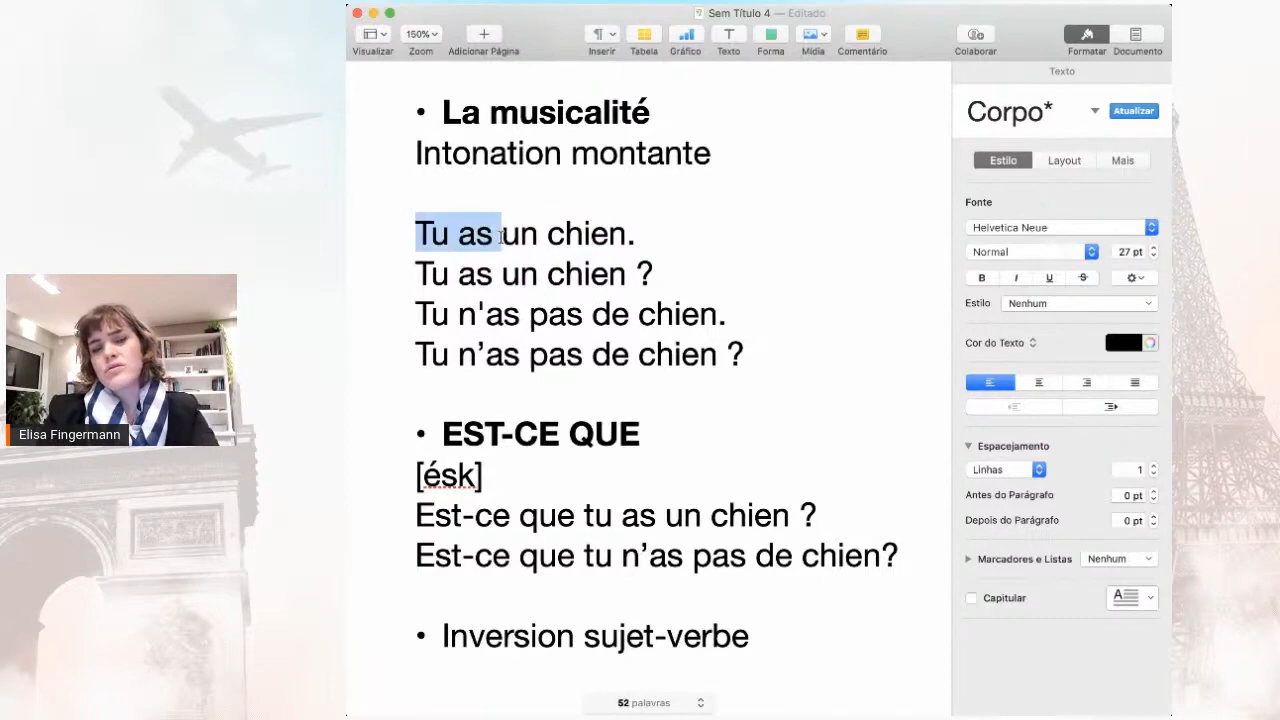 Sem Título 4 — Editado
Visualizar
150%
Zoom
Adicionar Página
Inserir
Tabela
Gráfico
Texto
Forma
Mídia
Comentário
Colaborar
Formatar
Documento
Texto
Corpo*
Atualizar
Estilo
Layout
Mais
Fonte
Helvetica Neue
Normal
27 pt
B I U S
Estilo
Nenhum
Cor do Texto
Espacejamento
Linhas
1
Antes do Parágrafo
0 pt
Depois do Parágrafo
0 pt
Marcadores e Listas
Nenhum
Capitular
• La musicalité
Intonation montante
Tu as un chien.
Tu as un chien ?
Tu n'as pas de chien.
Tu n’as pas de chien ?
• EST-CE QUE
[ésk]
Est-ce que tu as un chien ?
Est-ce que tu n’as pas de chien?
• Inversion sujet-verbe
52 palavras
Elisa Fingermann